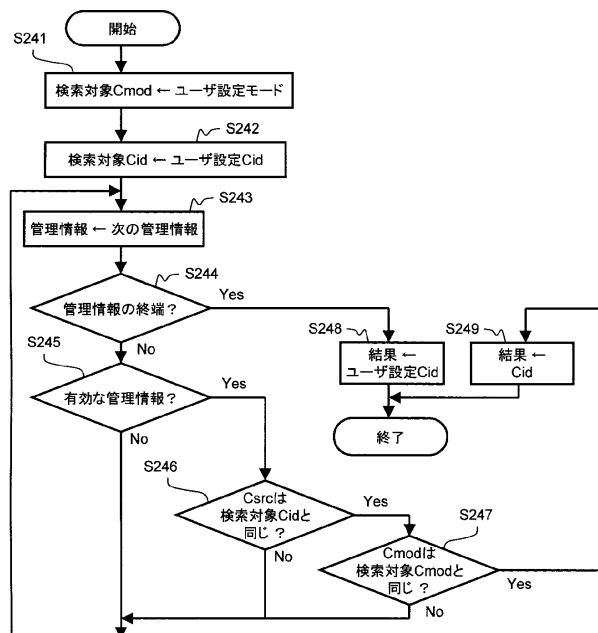 開始
S241
検索対象Cmod ← ユーザ設定モード
S242
検索対象Cid ← ユーザ設定Cid
S243
管理情報 ← 次の管理情報
S244
管理情報の終端？
Yes
No
S248
結果 ←
ユーザ設定Cid
S249
結果 ←
Cid
終了
S245
有効な管理情報？
Yes
No
S246
Csrcは
検索対象Cidと
同じ ？
Yes
No
S247
Cmodは
検索対象Cmodと
同じ ？
Yes
No